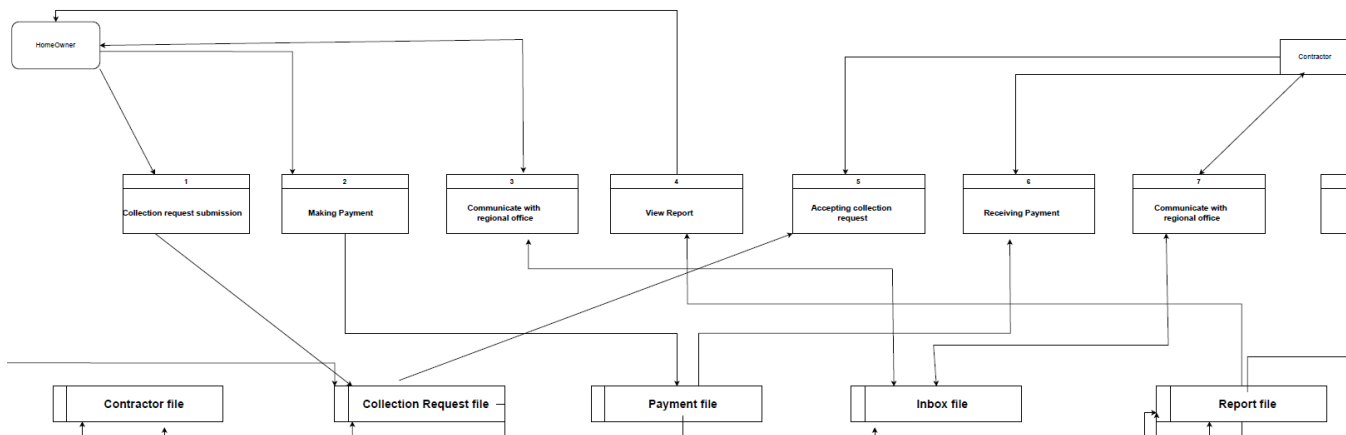 HomeOwner
Contractor
1
2
3
4
5
6
7
Collection request submission
Making Payment
Communicate with
regional office
View Report
Accepting collection
request
Receiving Payment
Communicate with
regional office
Contractor file
Collection Request file
Payment file
Inbox file
Report file